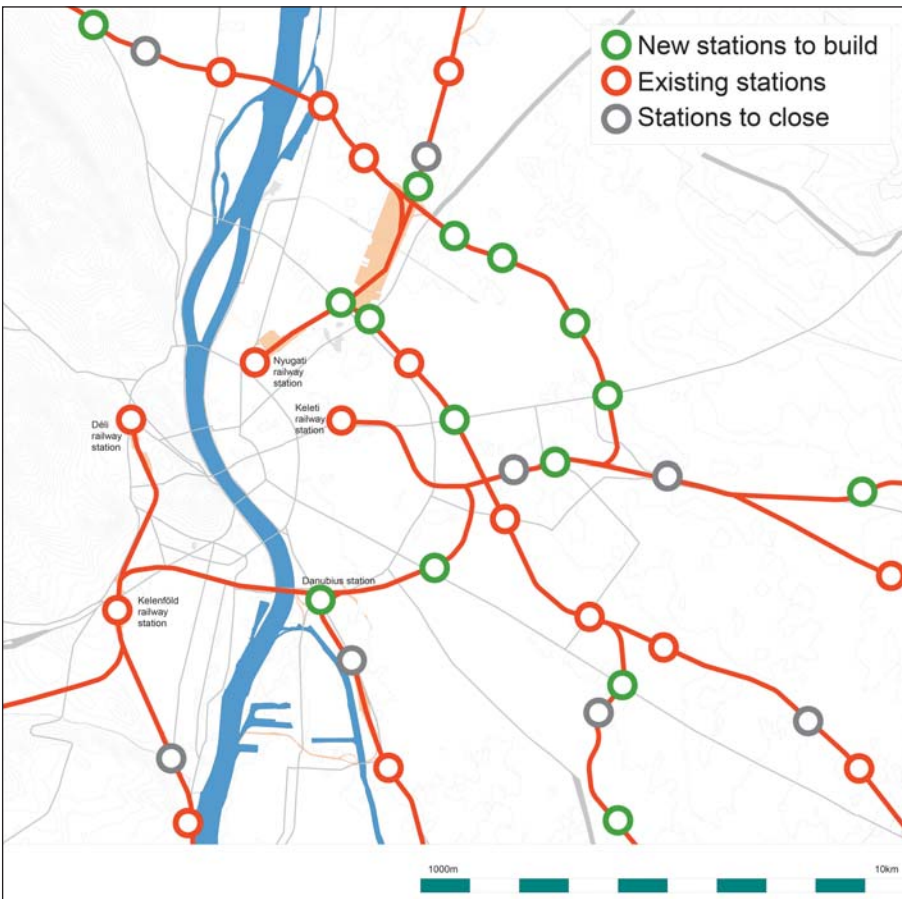 New stations to build
Existing stations
Stations to close
Nyugati
railway
station
Keleti
railway
station
Déli
railway
station
Danubius station
Kelenföld
railway
station
1000m
10km